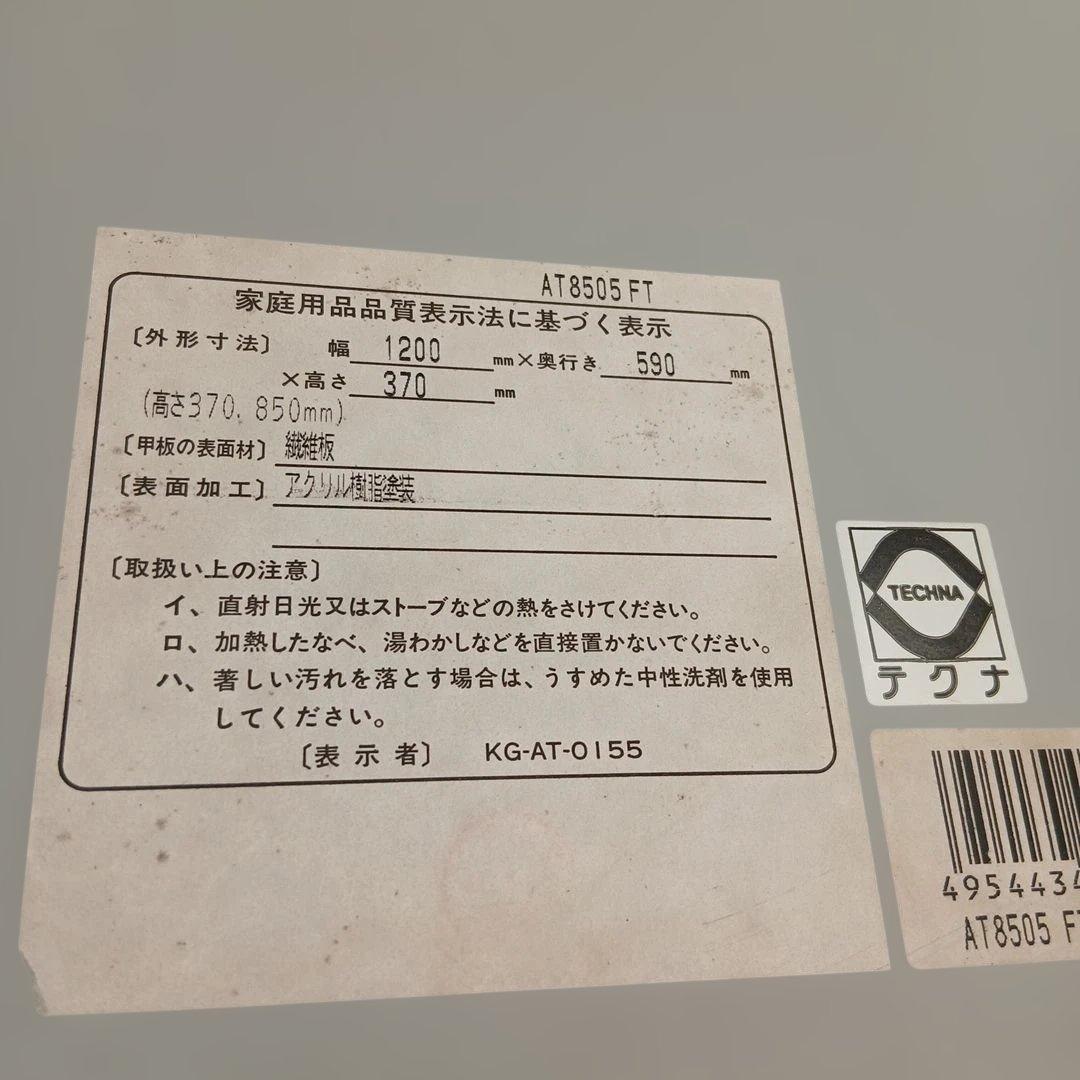 AT8505 FT
家庭用品品質表示法に基づく表示
〔外形寸法〕 幅 1200 mm×奥行き 590 mm
×高さ 370 mm
(高さ370, 850mm)
〔甲板の表面材〕 繊維板
〔表面加工〕 アクリル樹脂塗装
〔取扱い上の注意〕
イ、直射日光又はストーブなどの熱をさけてください。
ロ、加熱したなべ、湯わかしなどを直接置かないでください。
ハ、著しい汚れを落とす場合は、うすめた中性洗剤を使用
してください。
〔表示者〕 KG-AT-0155
TECHNA
テクナ
4954434
AT8505 FT